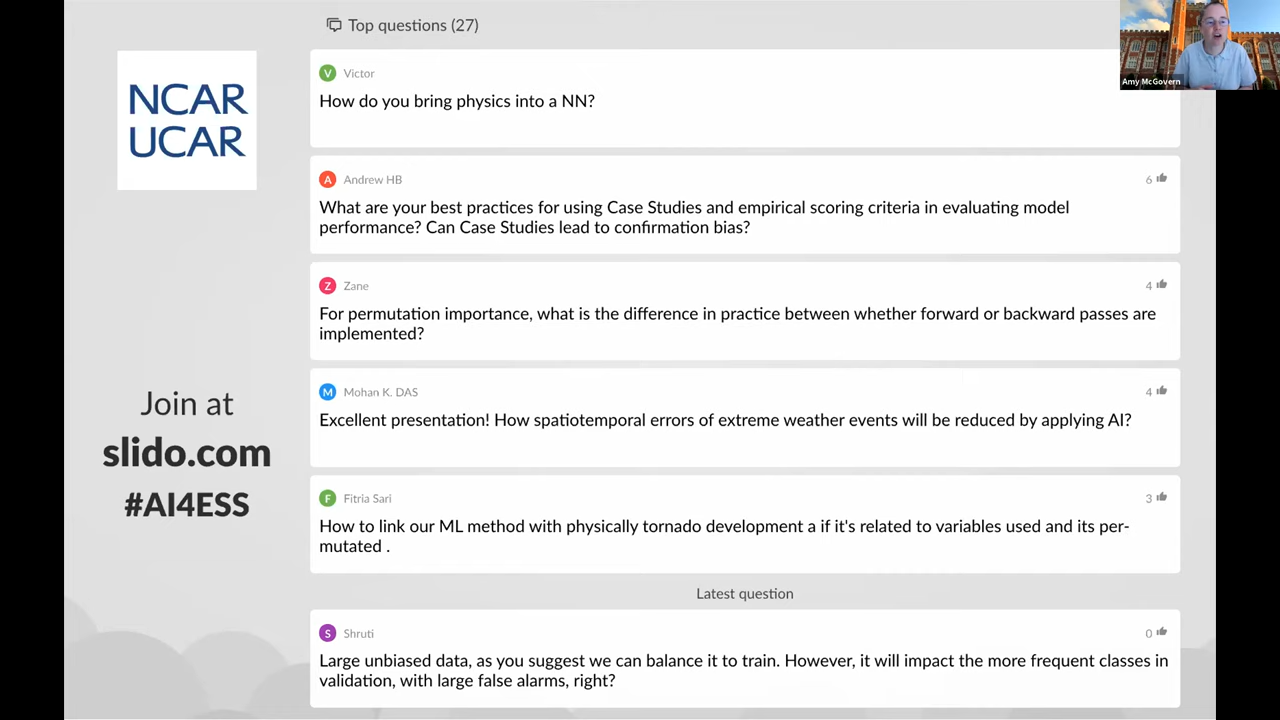 Top questions (27)
Amy McGovern
NCAR
UCAR
V Victor
How do you bring physics into a NN?
A Andrew HB 6
What are your best practices for using Case Studies and empirical scoring criteria in evaluating model
performance? Can Case Studies lead to confirmation bias?
Z Zane 4
For permutation importance, what is the difference in practice between whether forward or backward passes are
implemented?
M Mohan K. DAS 4
Excellent presentation! How spatiotemporal errors of extreme weather events will be reduced by applying AI?
Join at
slido.com
#AI4ESS
F Fitria Sari 3
How to link our ML method with physically tornado development a if it's related to variables used and its per-
mutated .
Latest question
S Shruti 0
Large unbiased data, as you suggest we can balance it to train. However, it will impact the more frequent classes in
validation, with large false alarms, right?